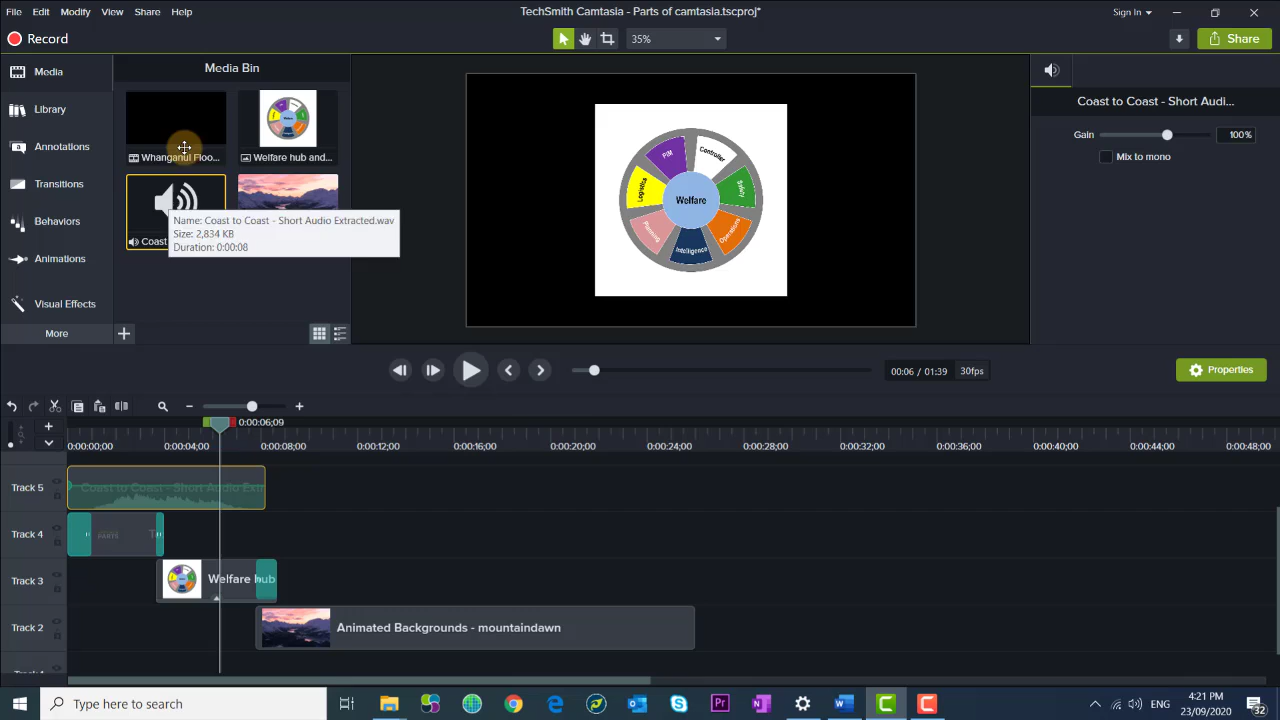 File Edit Modify View Share Help
TechSmith Camtasia - Parts of camtasia.tscproj*
Sign In
Record
35%
Share
Media
Library
Annotations
Transitions
Behaviors
Animations
Visual Effects
More
Media Bin
Whanganui Floo...
Welfare hub and...
Coast
Name: Coast to Coast - Short Audio Extracted.wav
Size: 2,834 KB
Duration: 0:00:08
PIM
Controller
Safety
Operations
Intelligence
Planning
Logistics
Welfare
Coast to Coast - Short Audi...
Gain
100%
Mix to mono
00:06 / 01:39
30fps
Properties
0:00:06;09
0:00:00;00 0:00:04;00 0:00:08;00 0:00:12;00 0:00:16;00 0:00:20;00 0:00:24;00 0:00:28;00 0:00:32;00 0:00:36;00 0:00:40;00 0:00:44;00 0:00:48;00
Track 5
Coast to Coast - Short Audio Extr
Track 4
PARTS T
Track 3
Welfare hub
Track 2
Animated Backgrounds - mountaindawn
Type here to search
ENG
4:21 PM
23/09/2020
32